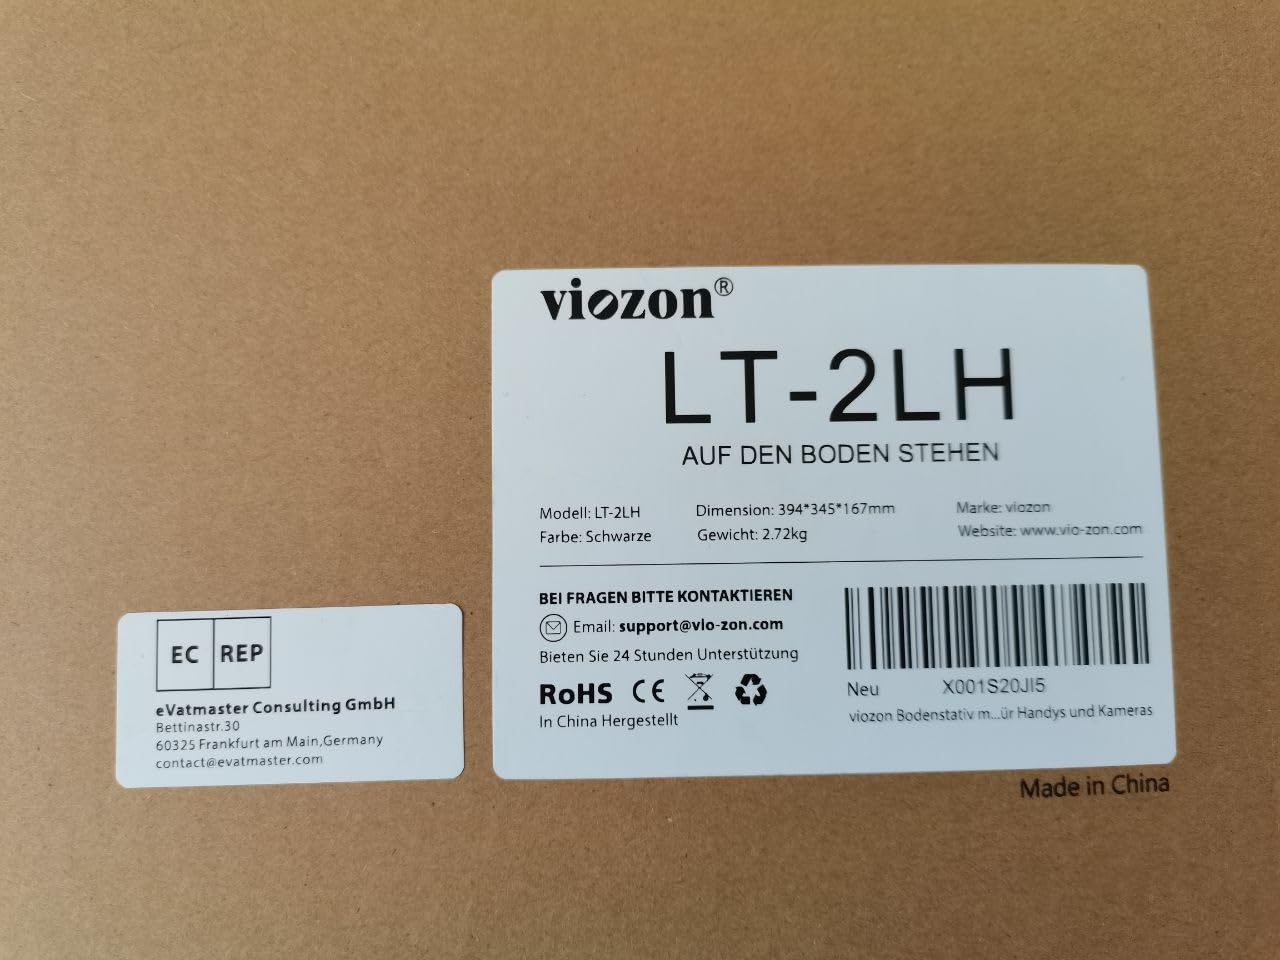 viozon®
LT-2LH
AUF DEN BODEN STEHEN
Modell: LT-2LH
Dimension: 394*345*167mm
Marke: viozon
Farbe: Schwarze
Gewicht: 2.72kg
Website: www.vio-zon.com
BEI FRAGEN BITTE KONTAKTIEREN
Email: support@vlo-zon.com
Bieten Sie 24 Stunden Unterstützung
RoHS CE
In China Hergestellt
Neu X001S20JI5
viozon Bodenstativ m...ür Handys und Kameras
Made in China
EC REP
eVatmaster Consulting GmbH
Bettinastr.30
60325 Frankfurt am Main,Germany
contact@evatmaster.com